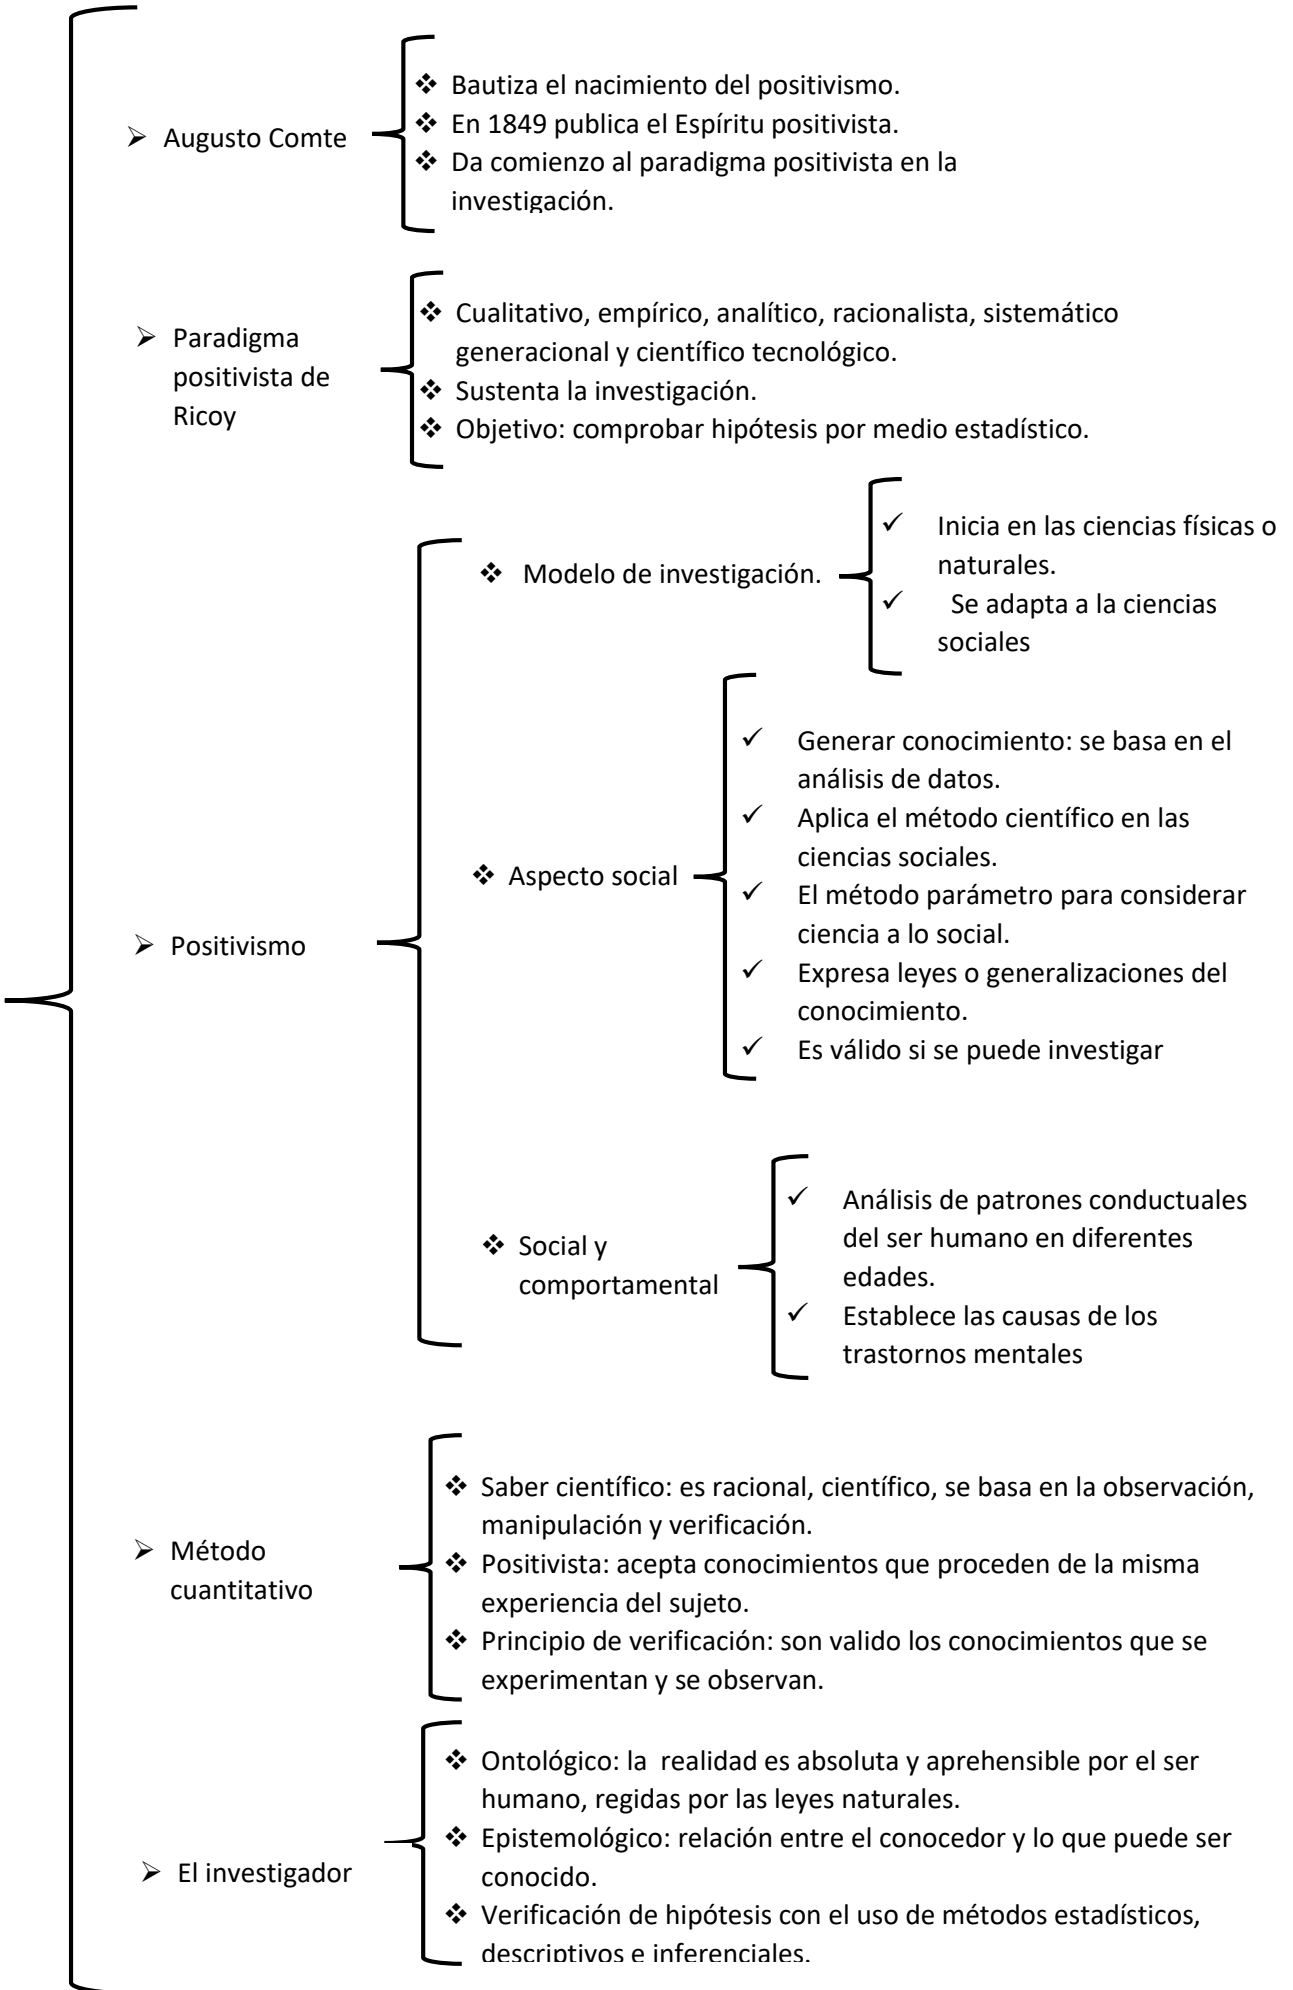 ➢ Augusto Comte
❖ Bautiza el nacimiento del positivismo.
❖ En 1849 publica el Espíritu positivista.
❖ Da comienzo al paradigma positivista en la
investigación.
➢ Paradigma
positivista de
Ricoy
❖ Cualitativo, empírico, analítico, racionalista, sistemático
generacional y científico tecnológico.
❖ Sustenta la investigación.
❖ Objetivo: comprobar hipótesis por medio estadístico.
➢ Positivismo
❖ Modelo de investigación.
✓ Inicia en las ciencias físicas o
naturales.
✓ Se adapta a la ciencias
sociales
❖ Aspecto social
✓ Generar conocimiento: se basa en el
análisis de datos.
✓ Aplica el método científico en las
ciencias sociales.
✓ El método parámetro para considerar
ciencia a lo social.
✓ Expresa leyes o generalizaciones del
conocimiento.
✓ Es válido si se puede investigar
❖ Social y
comportamental
✓ Análisis de patrones conductuales
del ser humano en diferentes
edades.
✓ Establece las causas de los
trastornos mentales
➢ Método
cuantitativo
❖ Saber científico: es racional, científico, se basa en la observación,
manipulación y verificación.
❖ Positivista: acepta conocimientos que proceden de la misma
experiencia del sujeto.
❖ Principio de verificación: son valido los conocimientos que se
experimentan y se observan.
➢ El investigador
❖ Ontológico: la realidad es absoluta y aprehensible por el ser
humano, regidas por las leyes naturales.
❖ Epistemológico: relación entre el conocedor y lo que puede ser
conocido.
❖ Verificación de hipótesis con el uso de métodos estadísticos,
descriptivos e inferenciales.